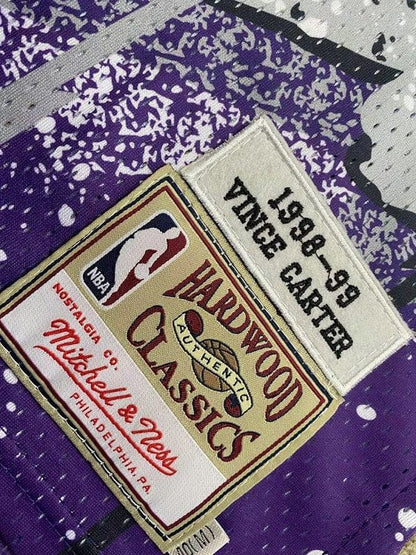 1998-99
VINCE CARTER
NBA
HARDWOOD
AUTHENTIC
CLASSICS
NOSTALGIA CO.
Mitchell & Ness
PHILADELPHIA, PA.